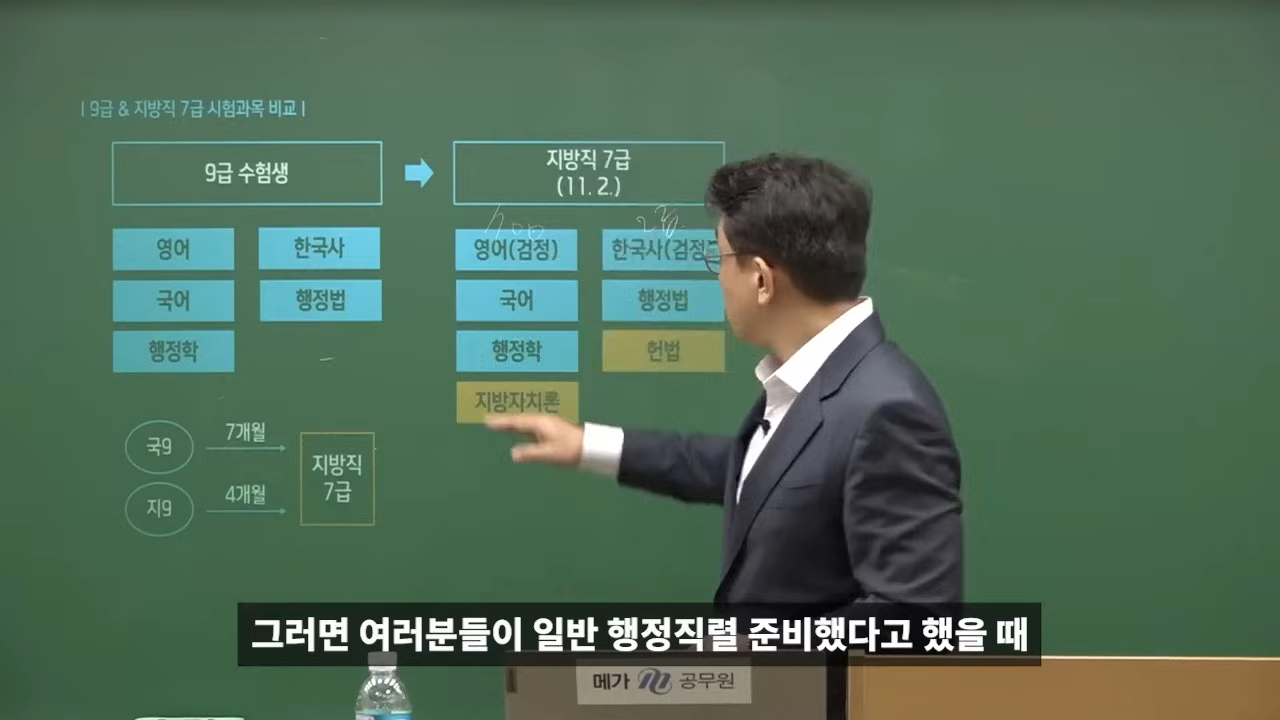 | 9급 & 지방직 7급 시험과목 비교 |
9급 수험생
지방직 7급
(11. 2.)
700
2급
영어
한국사
영어(검정)
한국사(검정
국어
행정법
국어
행정법
행정학
행정학
헌법
지방자치론
국9
7개월
지9
4개월
지방직
7급
그러면 여러분들이 일반 행정직렬 준비했다고 했을 때
메가 공무원